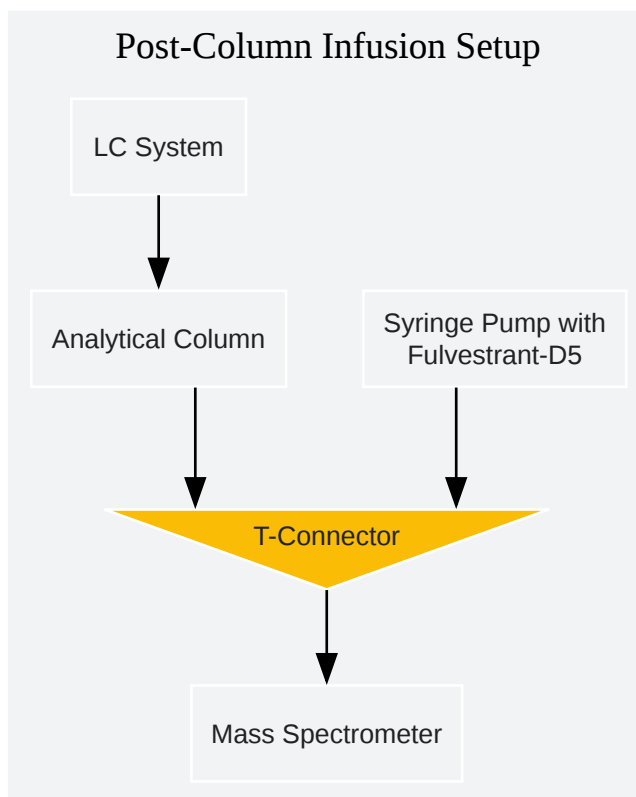 Post-Column Infusion Setup
LC System
Analytical Column
Syringe Pump with
Fulvestrant-D5
T-Connector
Mass Spectrometer